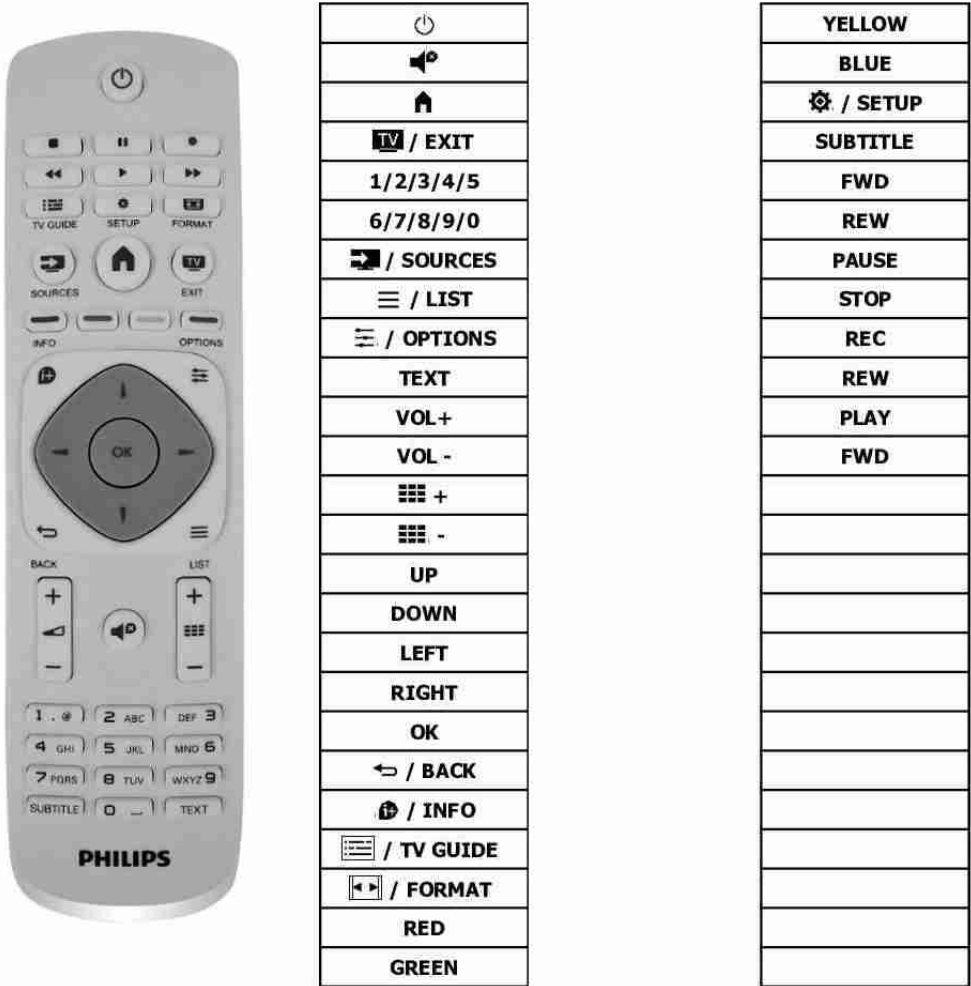 TV GUIDE SETUP FORMAT
TV
SOURCES EXIT
INFO OPTIONS
OK
BACK LIST
+ +
- -
1 . @ 2 ABC DEF 3
4 GHI 5 JKL MNO 6
7 PQRS 8 TUV WXYZ 9
SUBTITLE 0 TEXT
PHILIPS
TV / EXIT
1/2/3/4/5
6/7/8/9/0
/ SOURCES
/ LIST
/ OPTIONS
TEXT
VOL+
VOL -
+
-
UP
DOWN
LEFT
RIGHT
OK
/ BACK
i+ / INFO
/ TV GUIDE
/ FORMAT
RED
GREEN
YELLOW
BLUE
/ SETUP
SUBTITLE
FWD
REW
PAUSE
STOP
REC
REW
PLAY
FWD